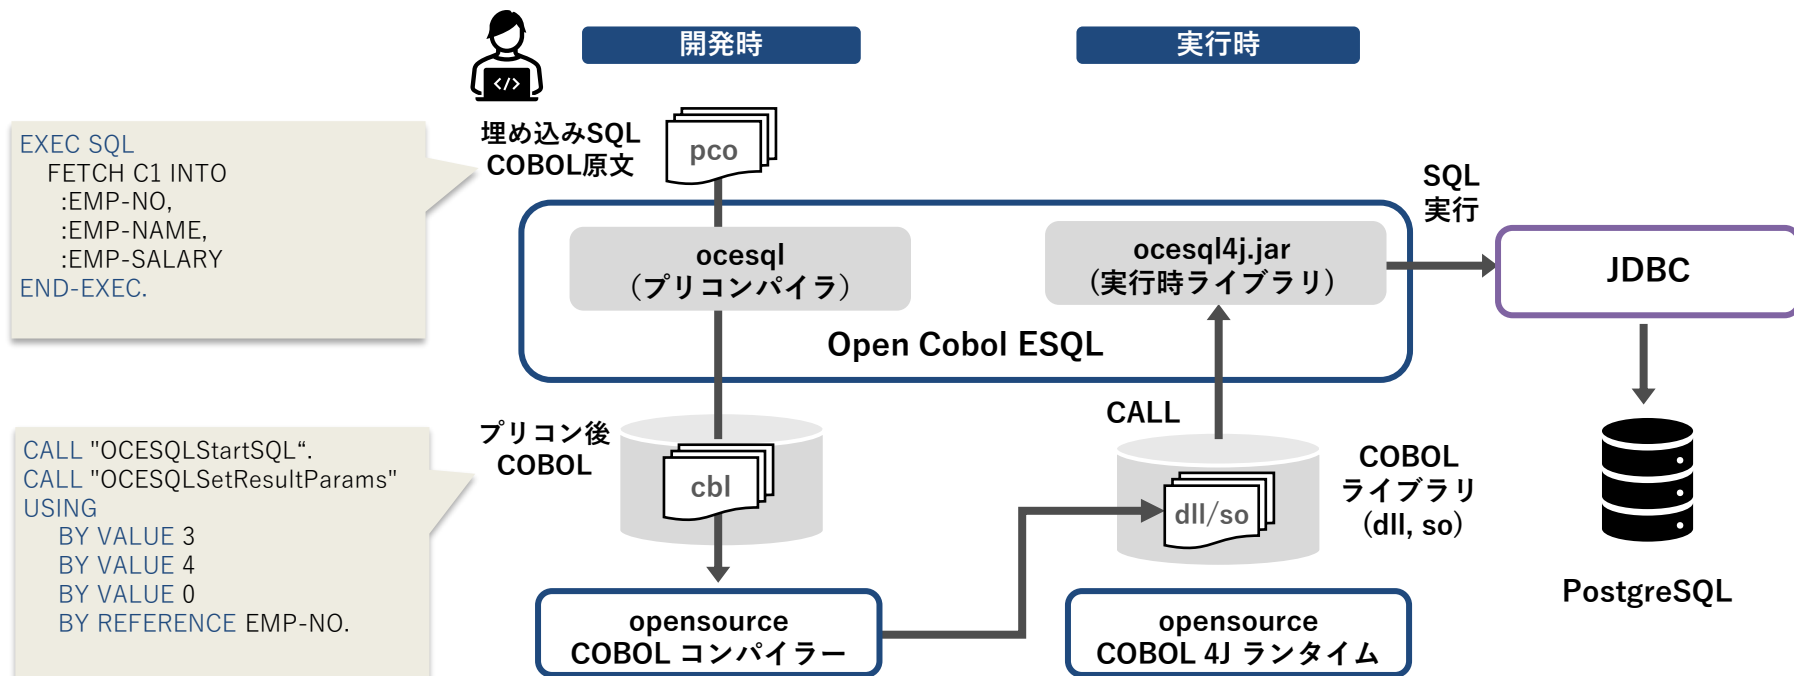 開発時
実行時
</>
埋め込みSQL
COBOL原文
pco
EXEC SQL
FETCH C1 INTO
:EMP-NO,
:EMP-NAME,
:EMP-SALARY
END-EXEC.
ocesql
（プリコンパイラ）
ocesql4j.jar
(実行時ライブラリ)
Open Cobol ESQL
SQL
実行
JDBC
プリコン後
COBOL
cbl
CALL
dll/so
COBOL
ライブラリ
(dll, so)
CALL "OCESQLStartSQL“.
CALL "OCESQLSetResultParams"
USING
BY VALUE 3
BY VALUE 4
BY VALUE 0
BY REFERENCE EMP-NO.
opensource
COBOL コンパイラー
opensource
COBOL 4J ランタイム
PostgreSQL